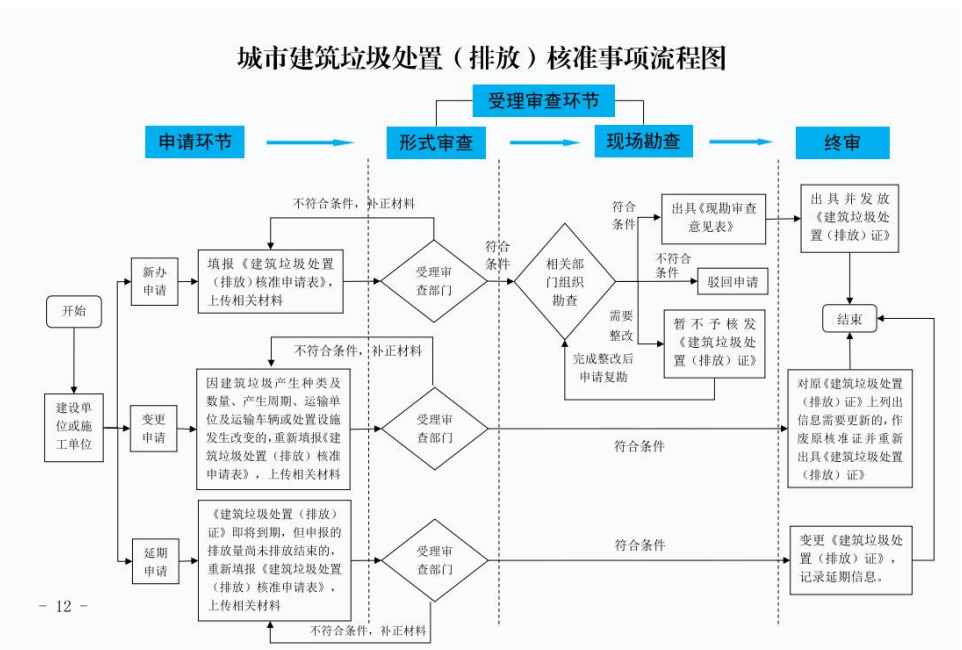 城市建筑垃圾处置（排放）核准事项流程图
受理审查环节
申请环节
形式审查
现场勘查
终审
不符合条件，补正材料
新办
申请
填报《建筑垃圾处置
（排放）核准申请表》，
上传相关材料
受理审
查部门
符合
条件
相关部
门组织
勘查
符合
条件
出具《现勘审查
意见表》
出具并发放
《建筑垃圾处
置（排放）证》
不符合
条件
驳回申请
需要
整改
暂不予核发
《建筑垃圾处
置（排放）证》
完成整改后
申请复勘
开始
建设单
位或施
工单位
结束
不符合条件，补正材料
变更
申请
因建筑垃圾产生种类及
数量、产生周期、运输单
位及运输车辆或处置设施
发生改变的，重新填报《建
筑垃圾处置（排放）核准
申请表》，上传相关材料
受理审
查部门
符合条件
对原《建筑垃圾处置
（排放）证》上列出
信息需要更新的，作
废原核准证并重新
出具《建筑垃圾处置
（排放）证》
延期
申请
《建筑垃圾处置（排放）
证》即将到期，但申报的
排放量尚未排放结束的，
重新填报《建筑垃圾处置
（排放）核准申请表》，
上传相关材料
受理审
查部门
符合条件
变更《建筑垃圾处
置（排放）证》，
记录延期信息。
不符合条件，补正材料
- 12 -